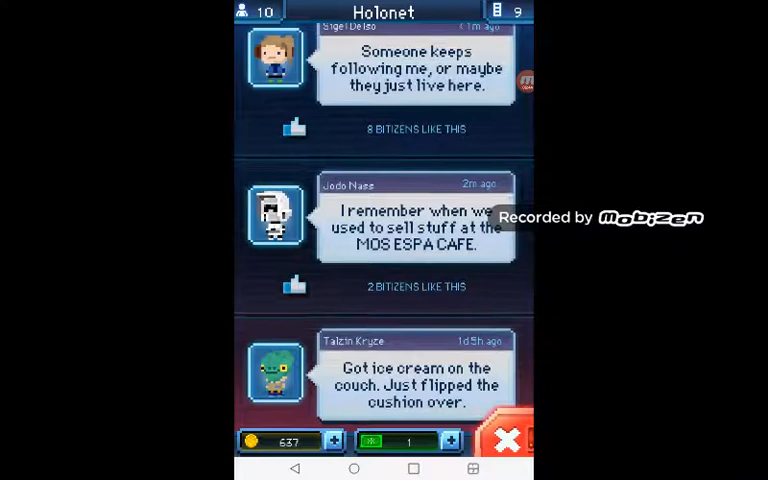 10
Holonet
9
Sigel Delso
11m ago
Someone keeps
following me, or maybe
they just live here.
8 BITIZENS LIKE THIS
Jodo Nass
2m ago
I remember when we
used to sell stuff at the
MOS ESPA CAFE.
2 BITIZENS LIKE THIS
Recorded by Mobizen
Talzin Kryze
1d 5h ago
Got ice cream on the
couch. Just flipped the
cushion over.
637
1